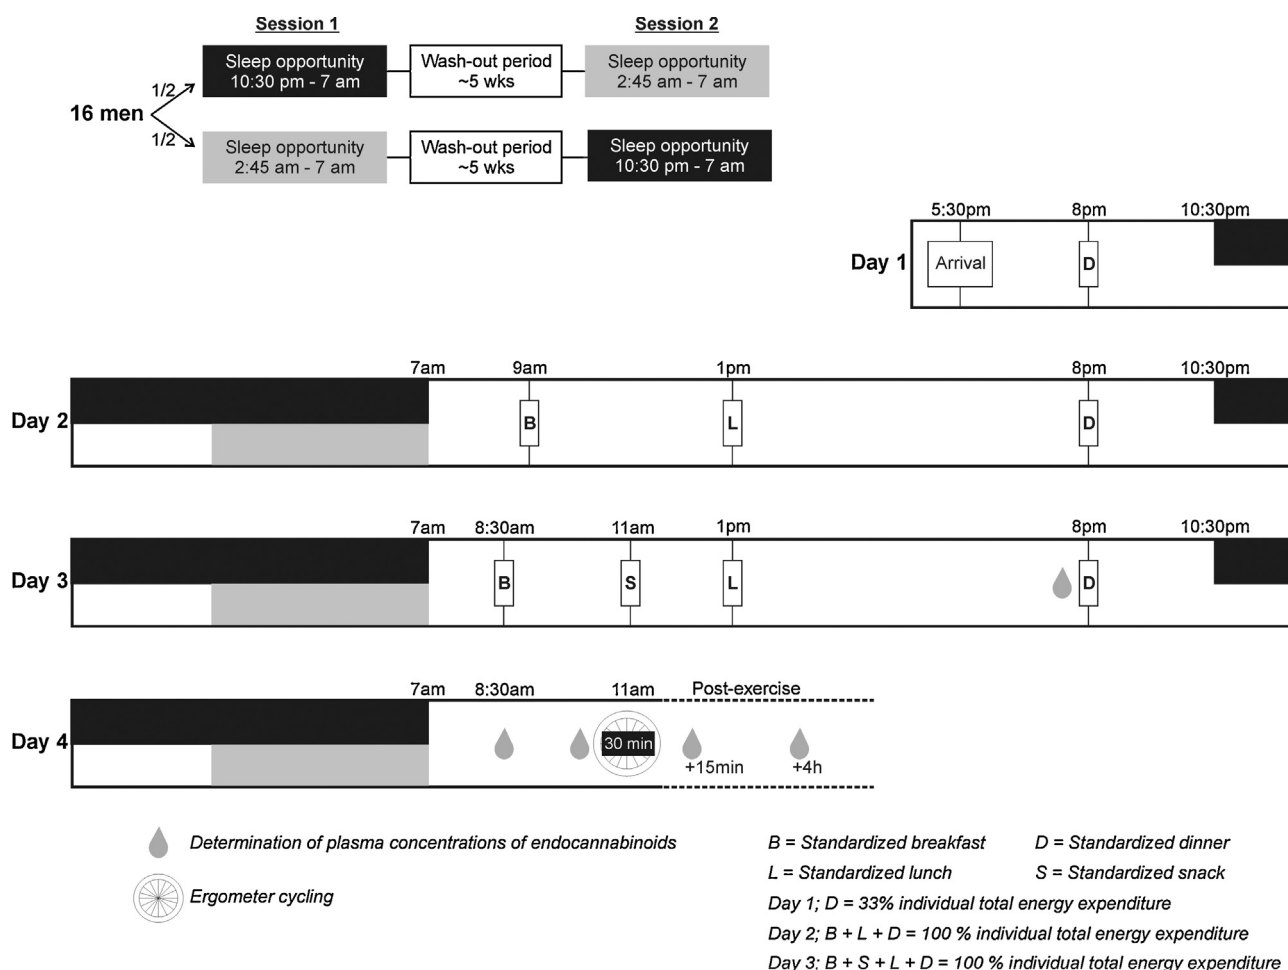 Session 1
Session 2
Sleep opportunity
10:30 pm - 7 am
Wash-out period
~5 wks
Sleep opportunity
2:45 am - 7 am
1/2
16 men
1/2
Sleep opportunity
2:45 am - 7 am
Wash-out period
~5 wks
Sleep opportunity
10:30 pm - 7 am
5:30pm 8pm 10:30pm
Day 1 Arrival D
7am 9am 1pm 8pm 10:30pm
Day 2 B L D
7am 8:30am 11am 1pm 8pm 10:30pm
Day 3 B S L D
7am 8:30am 11am Post-exercise
Day 4 30 min
+15min +4h
Determination of plasma concentrations of endocannabinoids
Ergometer cycling
B = Standardized breakfast D = Standardized dinner
L = Standardized lunch S = Standardized snack
Day 1; D = 33% individual total energy expenditure
Day 2; B + L + D = 100 % individual total energy expenditure
Day 3; B + S + L + D = 100 % individual total energy expenditure